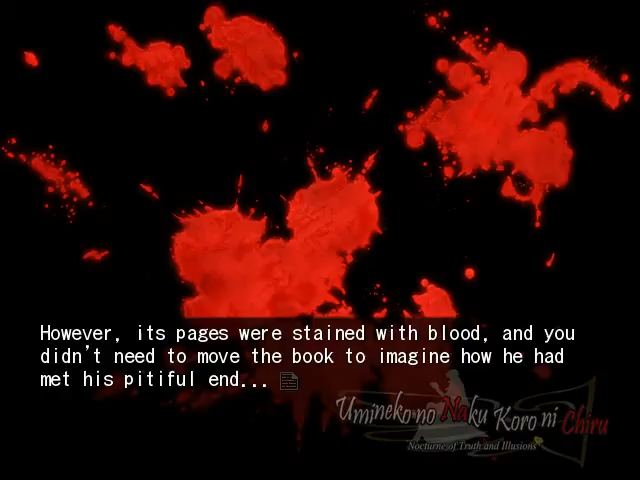 However, its pages were stained with blood, and you
didn't need to move the book to imagine how he had
met his pitiful end...
Umineko no Naku Koro ni Chiru
Nocturne of Truth and Illusions